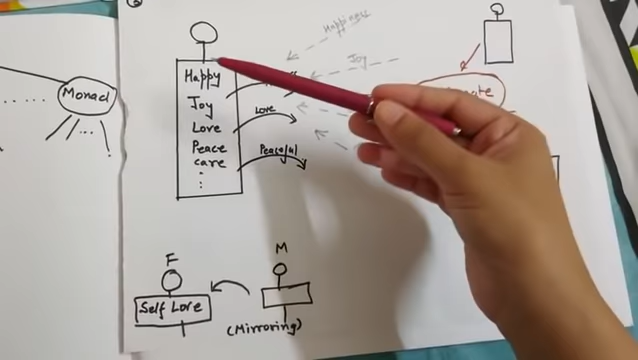 Happy
Joy
Love
Peace
care
Happiness
Joy
Love
Peaceful
Monad
F
Self Love
M
(Mirroring)